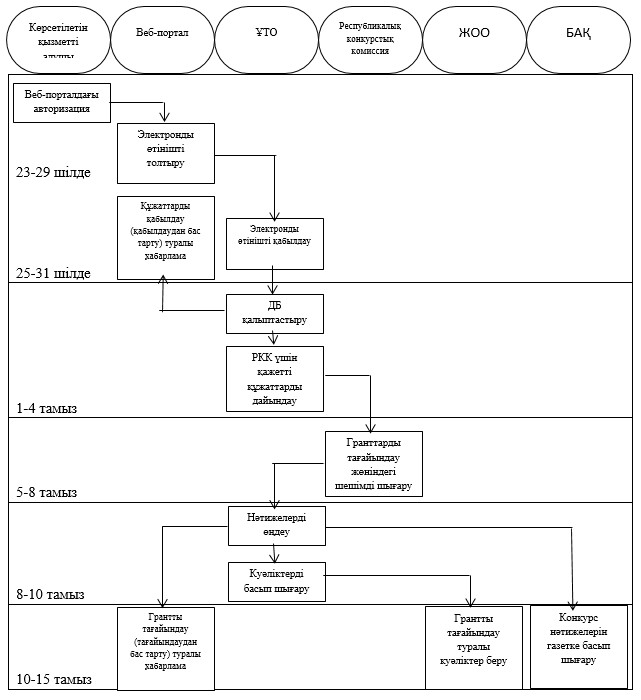 Көрсетілетін
қызметті
алушы
Веб-портал
ҰТО
Республикалық
конкурстық
комиссия
ЖОО
БАҚ
Веб-порталдағы
авторизация
Электронды
өтінішті
толтыру
23-29 шілде
Құжаттарды
қабылдау
(қабылдаудан бас
тарту) туралы
хабарлама
Электронды
өтінішті қабылдау
25-31 шілде
ДБ
қалыптастыру
РКК үшін
қажетті
құжаттарды
дайындау
1-4 тамыз
Гранттарды
тағайындау
жөніндегі
шешімді шығару
5-8 тамыз
Нәтижелерді
өңдеу
Куәліктерді
басып шығару
8-10 тамыз
Грантты
тағайындау
(тағайындаудан
бас тарту) туралы
хабарлама
Грантты
тағайындау
туралы
куәліктер беру
Конкурс
нәтижелерін
газетке басып
шығару
10-15 тамыз